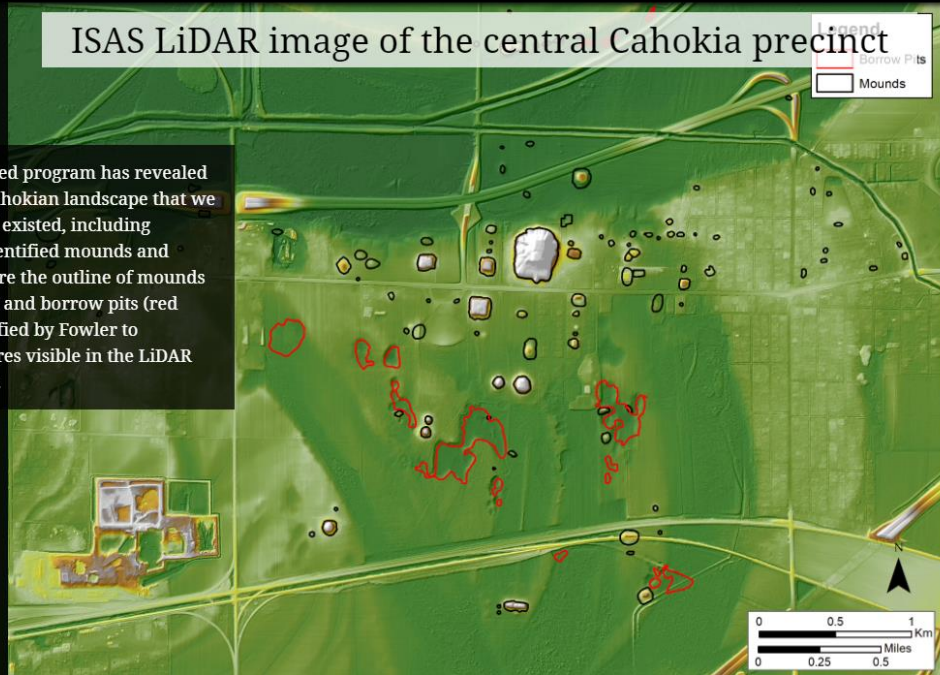 ISAS LiDAR image of the central Cahokia precinct
Legend
Borrow Pits
Mounds
ed program has revealed
hokian landscape that we
existed, including
entified mounds and
re the outline of mounds
and borrow pits (red
fied by Fowler to
res visible in the LiDAR
.
N
0 0.5 1
Km
Miles
0 0.25 0.5